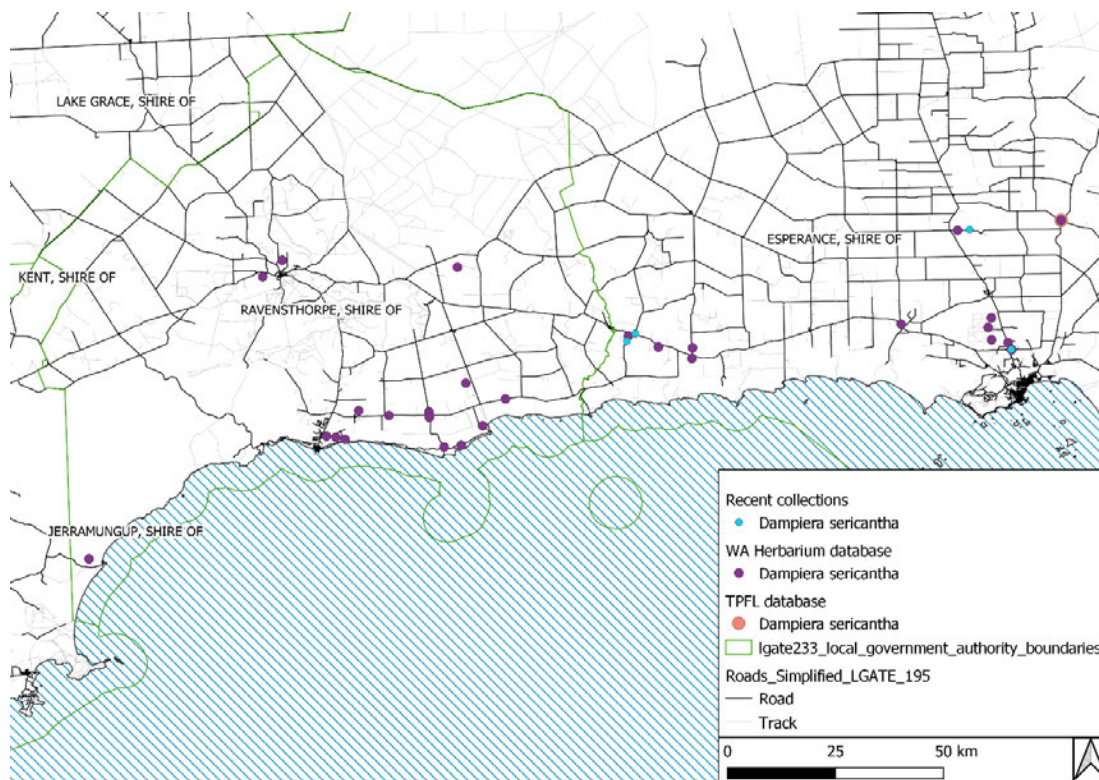 LAKE GRACE, SHIRE OF
ESPERANCE, SHIRE OF
KENT, SHIRE OF
RAVENSTHORPE, SHIRE OF
JERRAMUNGUP, SHIRE OF
Recent collections
Dampiera sericantha
WA Herbarium database
Dampiera sericantha
TPFL database
Dampiera sericantha
lgate233_local_government_authority_boundaries
Roads_Simplified_LGATE_195
Road
Track
0 25 50 km